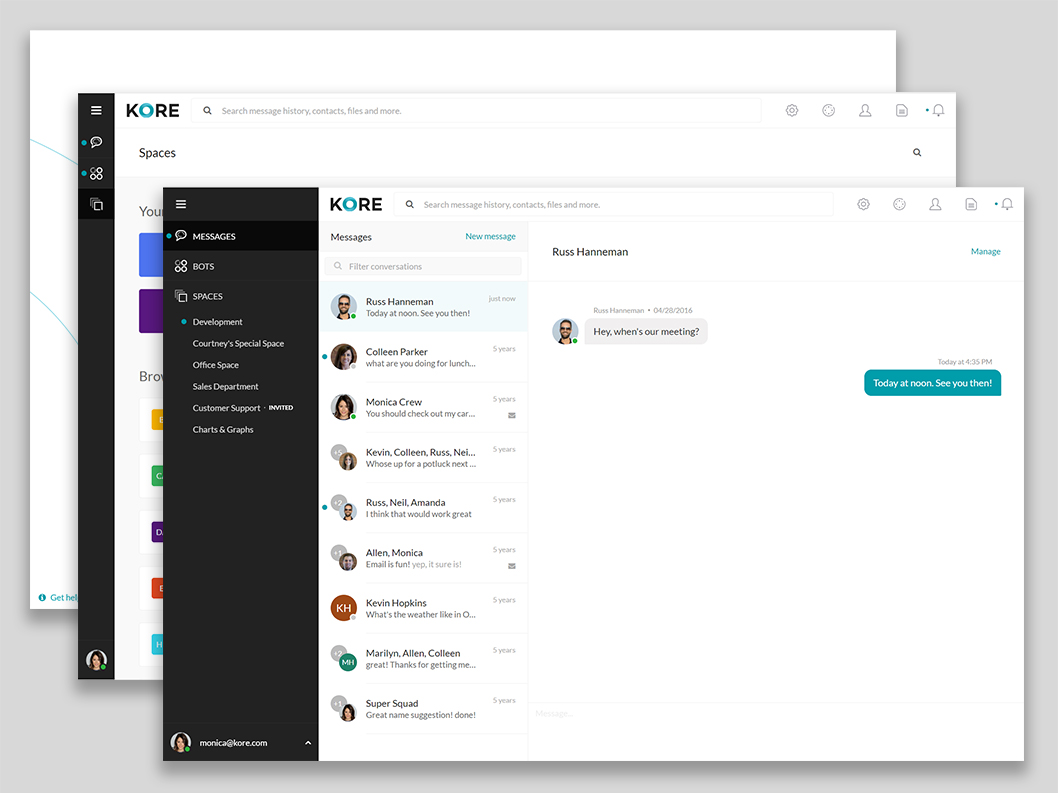 KORE
Search message history, contacts, files and more.
Spaces
Get help
KORE
Search message history, contacts, files and more.
MESSAGES
BOTS
SPACES
Development
Courtney's Special Space
Office Space
Sales Department
Customer Support · INVITED
Charts & Graphs
monica@kore.com
Messages
New message
Filter conversations
Russ Hanneman
just now
Today at noon. See you then!
Colleen Parker
5 years
what are you doing for lunch...
Monica Crew
5 years
You should check out my car...
+5
Kevin, Colleen, Russ, Nei...
5 years
Whose up for a potluck next ...
+2
Russ, Neil, Amanda
5 years
I think that would work great
+1
Allen, Monica
5 years
Email is fun! yep, it sure is!
KH
Kevin Hopkins
5 years
What's the weather like in O...
+2
MH
Marilyn, Allen, Colleen
5 years
great! Thanks for getting me...
+1
Super Squad
5 years
Great name suggestion! done!
Russ Hanneman
Manage
Russ Hanneman • 04/28/2016
Hey, when's our meeting?
Today at 4:35 PM
Today at noon. See you then!
Message...